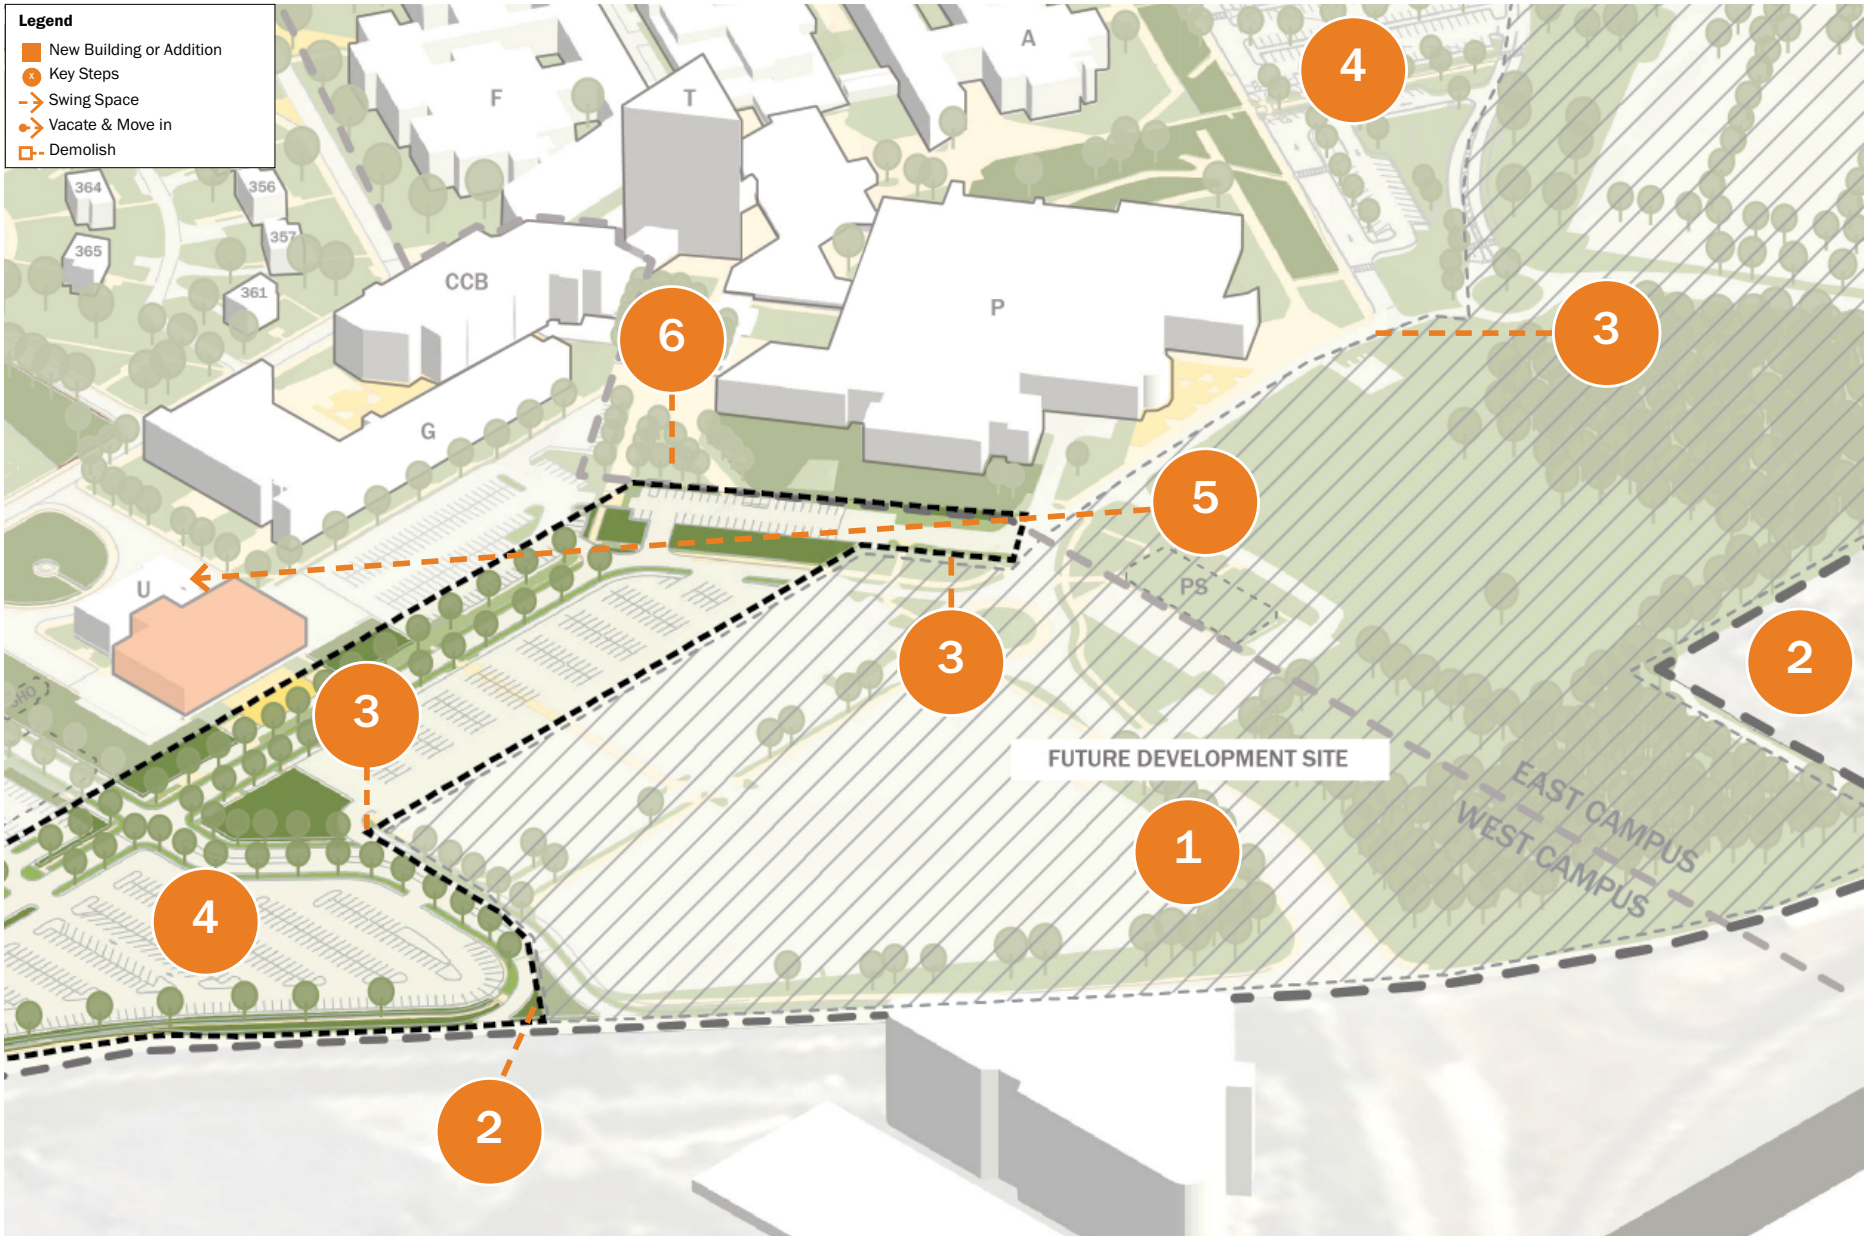 Legend
New Building or Addition
x Key Steps
Swing Space
Vacate & Move in
Demolish
A
4
F
T
364
356
357
365
361
CCB
P
6
3
G
5
U
PS
3
2
3
FUTURE DEVELOPMENT SITE
EAST CAMPUS
WEST CAMPUS
1
4
2